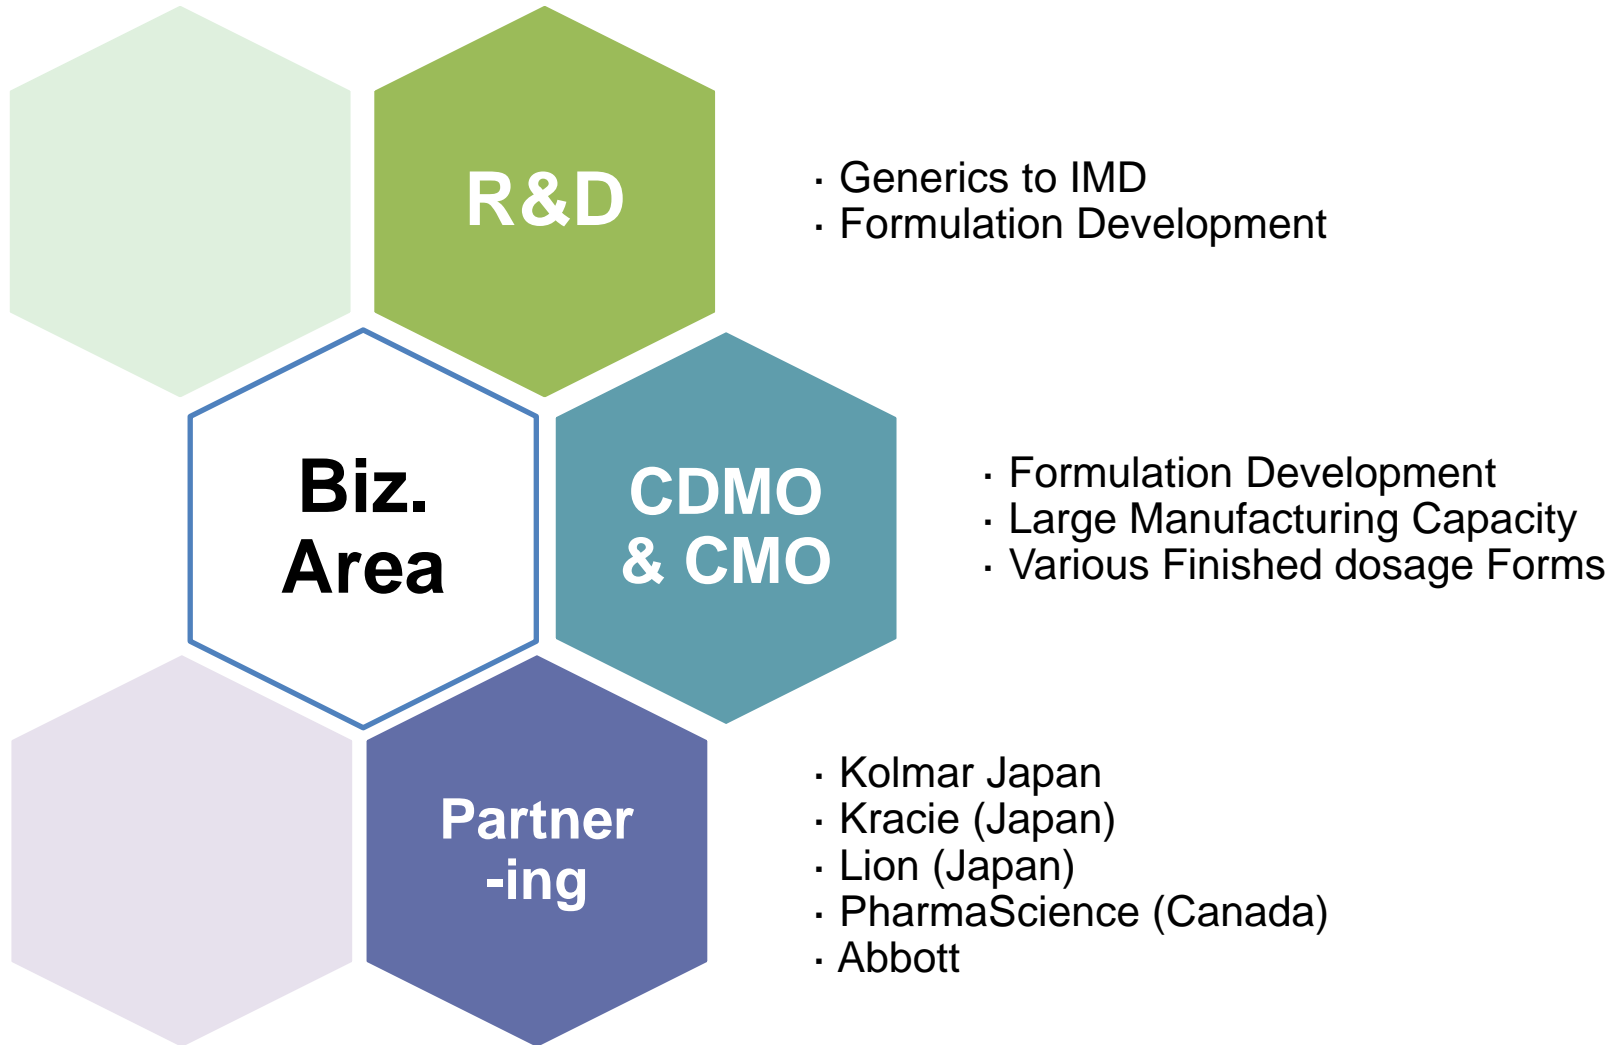 R&D
· Generics to IMD
· Formulation Development
Biz.
Area
CDMO
& CMO
· Formulation Development
· Large Manufacturing Capacity
· Various Finished dosage Forms
Partner
-ing
· Kolmar Japan
· Kracie (Japan)
· Lion (Japan)
· PharmaScience (Canada)
· Abbott